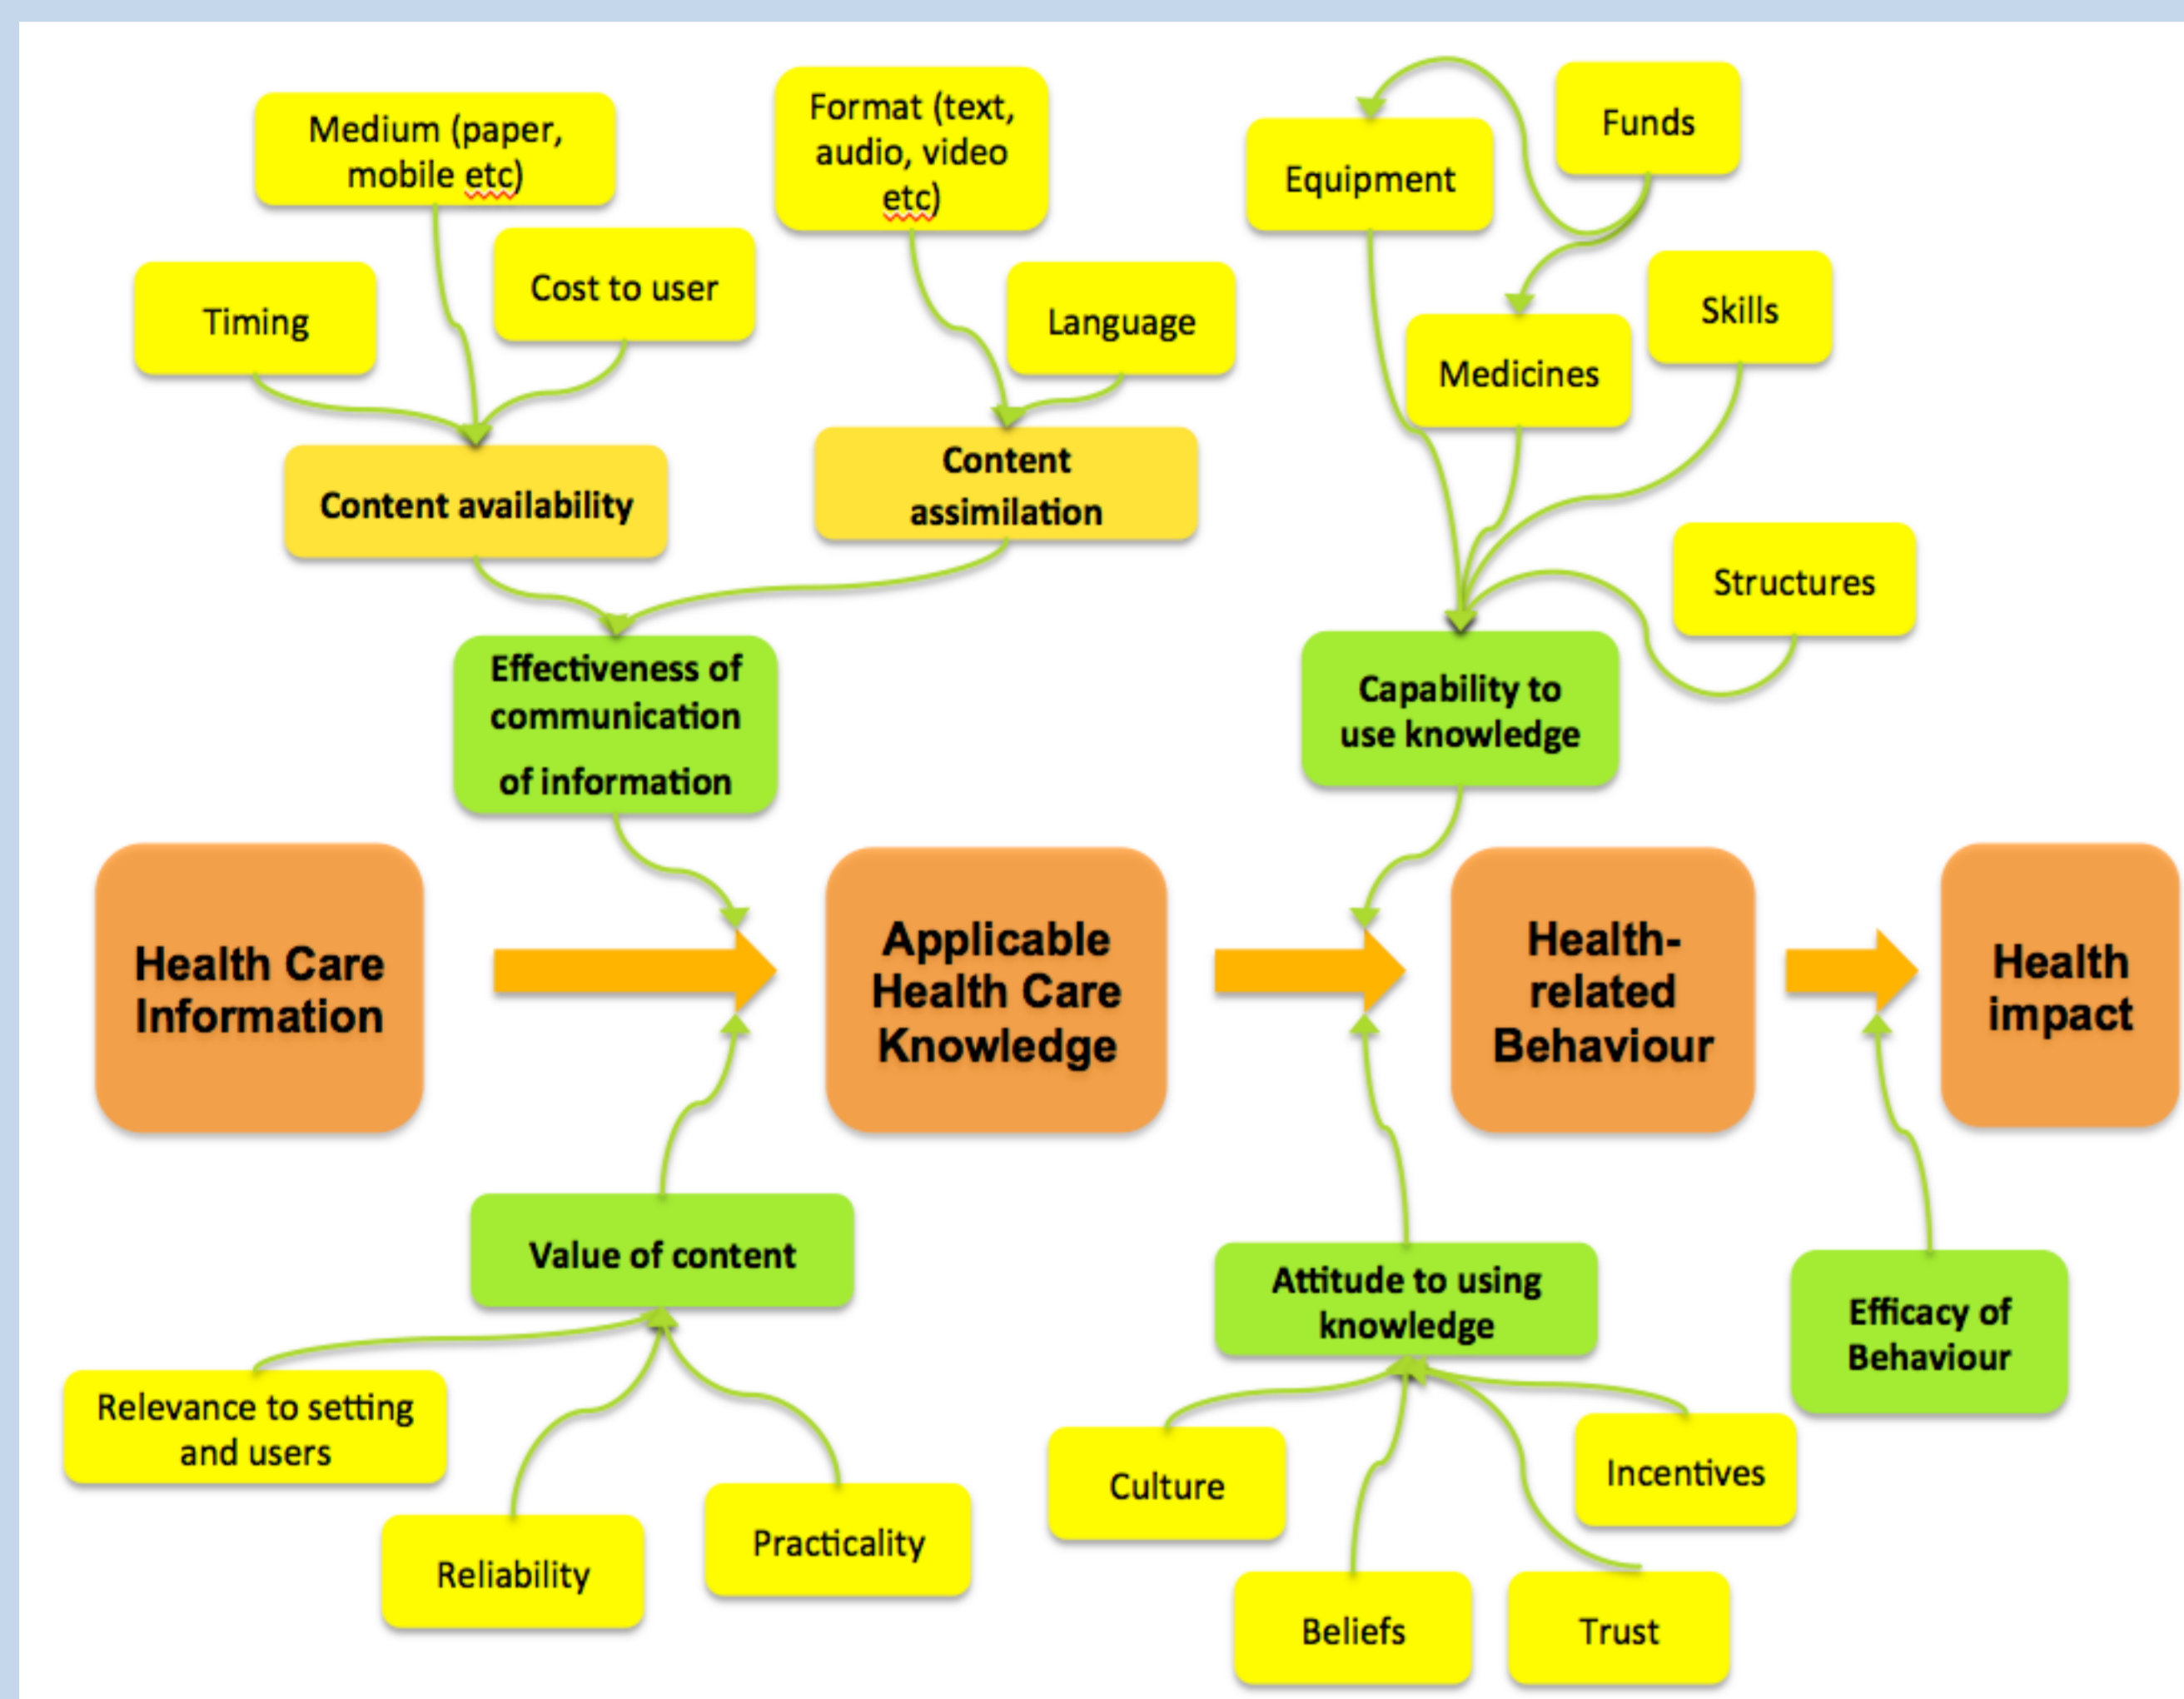 Medium (paper,
mobile etc)
Format (text,
audio, video
etc)
Funds
Equipment
Cost to user
Timing
Language
Skills
Medicines
Content availability
Content
assimilation
Structures
Effectiveness of
communication
of information
Capability to
use knowledge
Health Care
Information
Applicable
Health Care
Knowledge
Health-
related
Behaviour
Health
impact
Value of content
Attitude to using
knowledge
Efficacy of
Behaviour
Relevance to setting
and users
Reliability
Practicality
Culture
Incentives
Beliefs
Trust